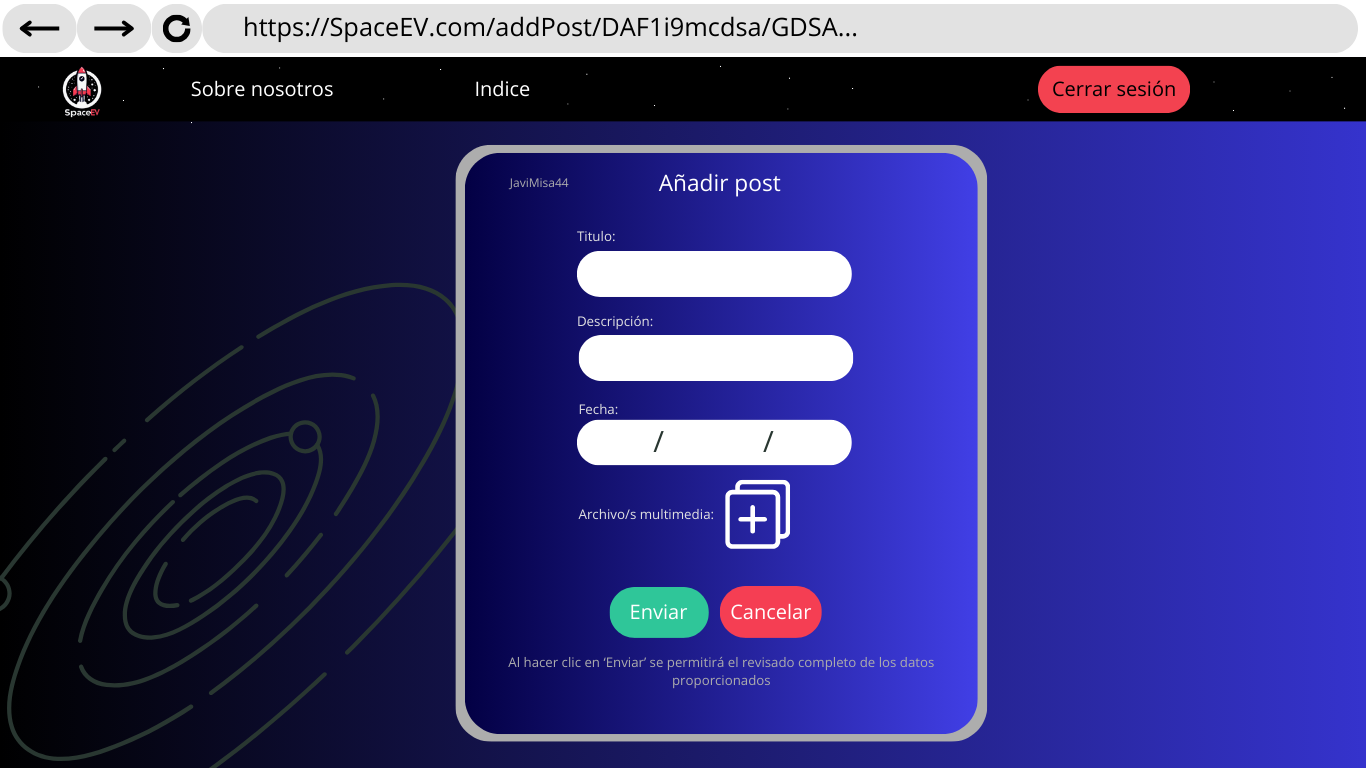 https://SpaceEV.com/addPost/DAF1i9mcdsa/GDSA...
SpaceEV
Sobre nosotros
Indice
Cerrar sesión
JaviMisa44
Añadir post
Titulo:
Descripción:
Fecha:
/ /
Archivo/s multimedia:
Enviar
Cancelar
Al hacer clic en ‘Enviar’ se permitirá el revisado completo de los datos
proporcionados